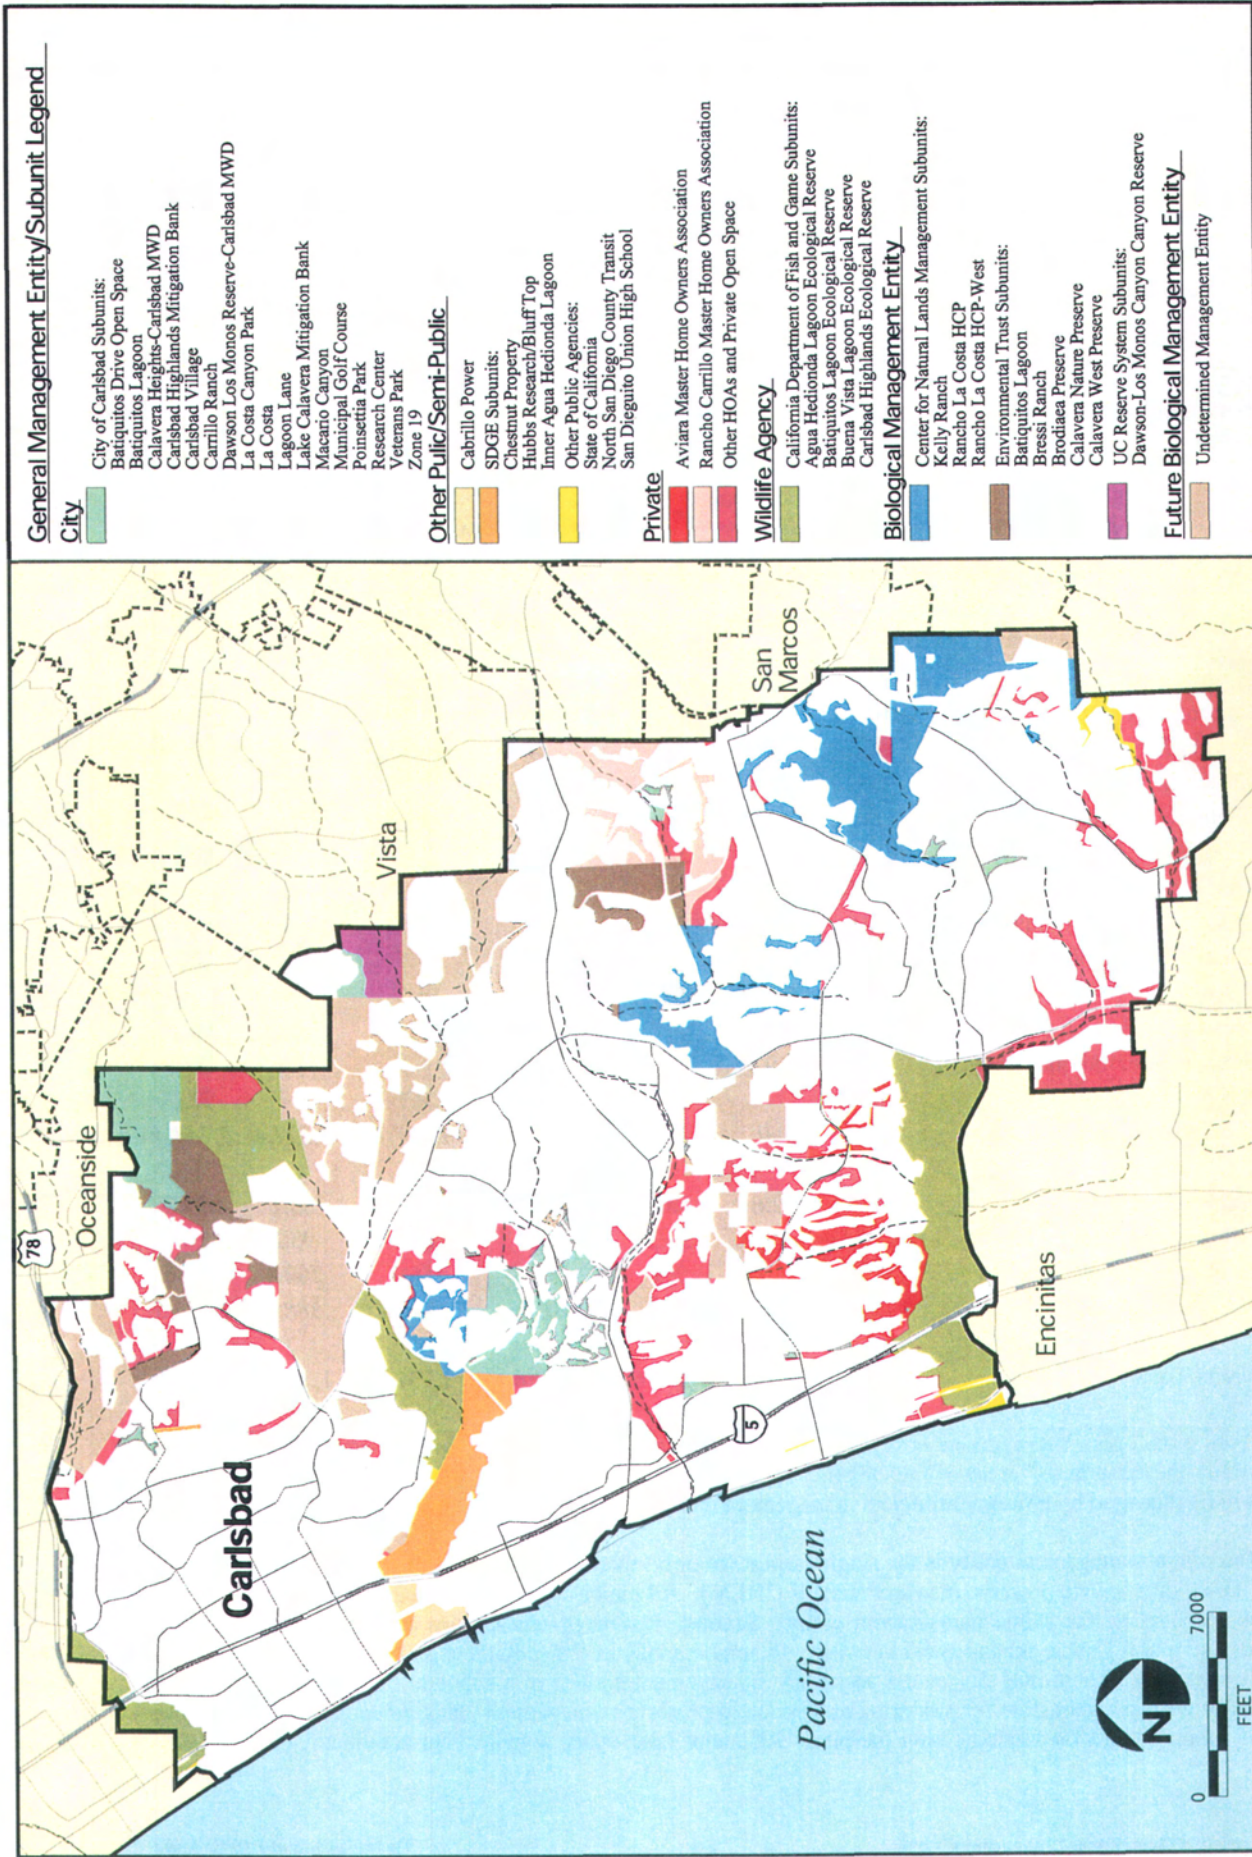 General Management Entity/Subunit Legend
City
City of Carlsbad Subunits:
Batiquitos Drive Open Space
Batiquitos Lagoon
Calavera Heights-Carlsbad MWD
Carlsbad Highlands Mitigation Bank
Carlsbad Village
Carrillo Ranch
Dawson Los Monos Reserve-Carlsbad MWD
La Costa Canyon Park
La Costa
Lagoon Lane
Lake Calavera Mitigation Bank
Macario Canyon
Municipal Golf Course
Poinsettia Park
Research Center
Veterans Park
Zone 19
Other Pulic/Semi-Public
Cabrillo Power
SDGE Subunits:
Chestnut Property
Hubbs Research/Bluff Top
Inner Agua Hedionda Lagoon
Other Public Agencies:
State of California
North San Diego County Transit
San Dieguito Union High School
Private
Aviara Master Home Owners Association
Rancho Carrillo Master Home Owners Association
Other HOAs and Private Open Space
Wildlife Agency
California Department of Fish and Game Subunits:
Agua Hedionda Lagoon Ecological Reserve
Batiquitos Lagoon Ecological Reserve
Buena Vista Lagoon Ecological Reserve
Carlsbad Highlands Ecological Reserve
Biological Management Entity
Center for Natural Lands Management Subunits:
Kelly Ranch
Rancho La Costa HCP
Rancho La Costa HCP-West
Environmental Trust Subunits:
Batiquitos Lagoon
Bressi Ranch
Brodiaea Preserve
Calavera Nature Preserve
Calavera West Preserve
UC Reserve System Subunits:
Dawson-Los Monos Canyon Canyon Reserve
Future Biological Management Entity
Undetermined Management Entity
78
Oceanside
Vista
San
Marcos
Carlsbad
5
Encinitas
Pacific Ocean
N
0
7000
FEET